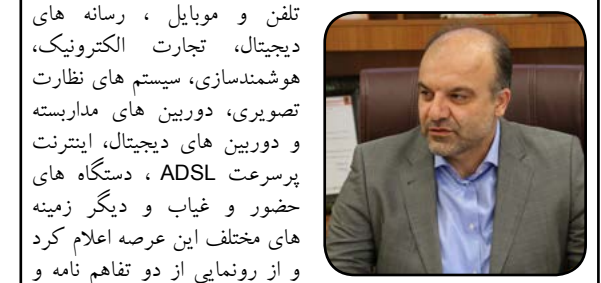 تلفن و موبایل ، رسانه های
دیجیتال، تجارت الکترونیک،
هوشمندسازی، سیستم های نظارت
تصویری، دوربین های مداربسته
و دوربین های دیجیتال، اینترنت
پرسرعت ADSL ، دستگاه های
حضور و غیاب و دیگر زمینه
های مختلف این عرصه اعلام کرد
و از رونمایی از دو تفاهم نامه و